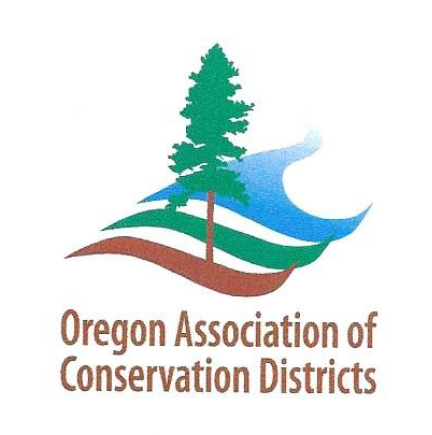 Oregon Association of
Conservation Districts